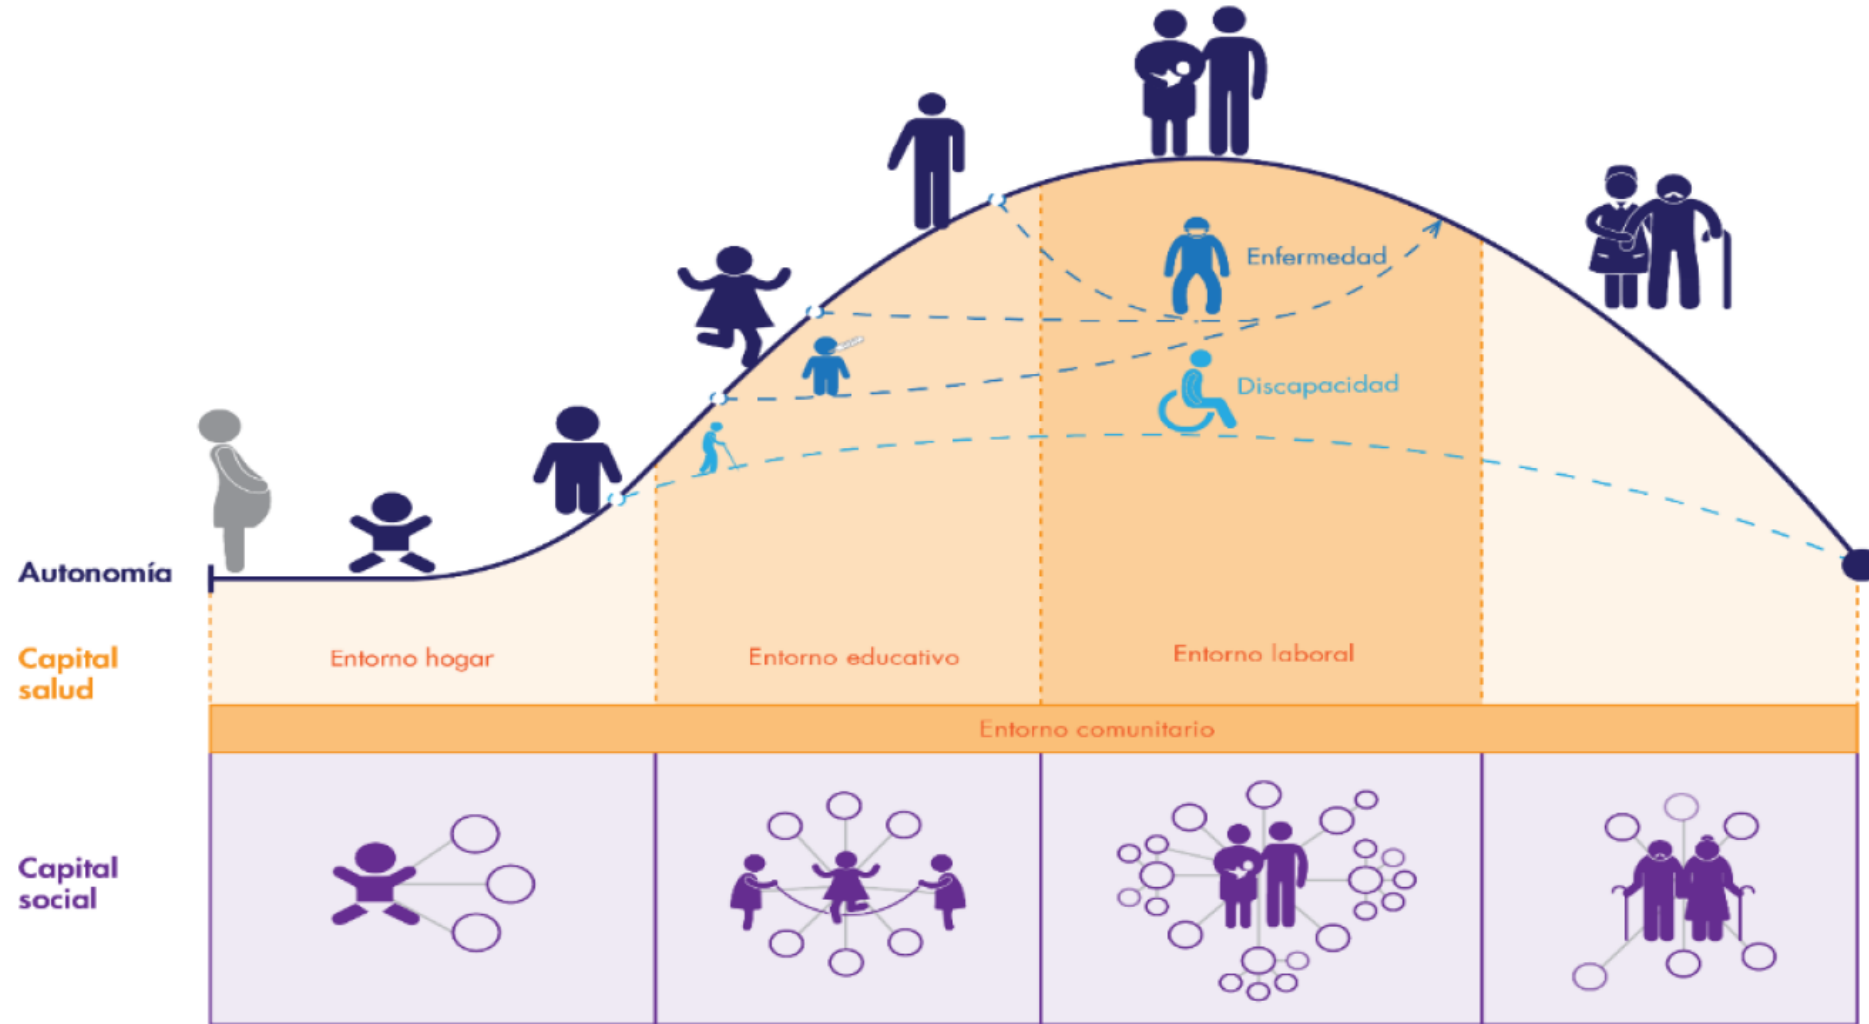 Enfermedad
Discapacidad
Autonomía
Capital
salud
Entorno hogar
Entorno educativo
Entorno laboral
Entorno comunitario
Capital
social